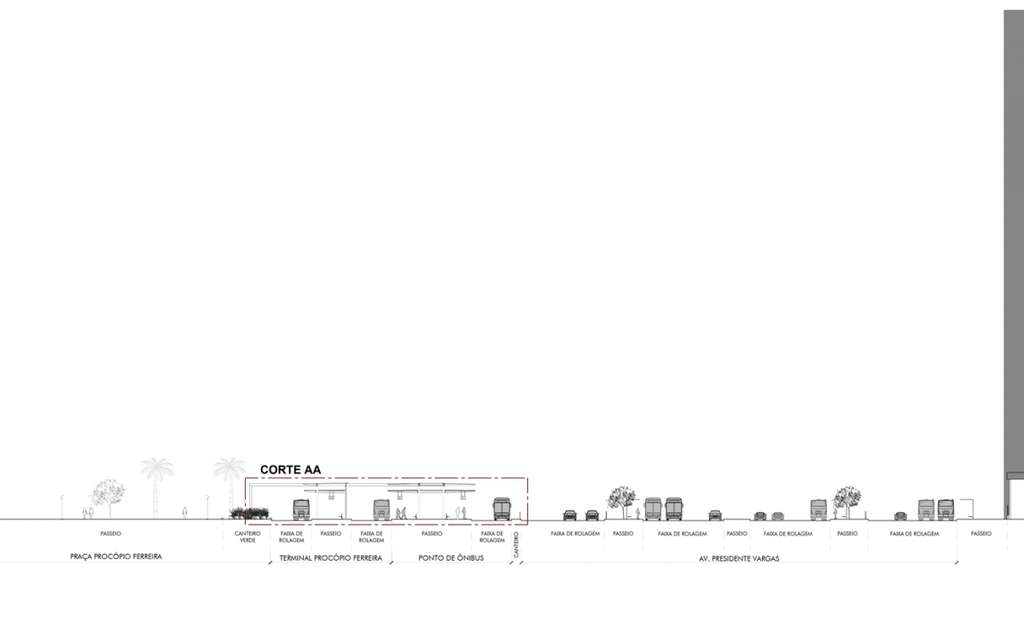 CORTE AA
PASSEIO
CANTEIRO
VERDE
FAIXA DE
ROLAGEM
PASSEIO
FAIXA DE
ROLAGEM
PASSEIO
FAIXA DE
ROLAGEM
CANTEIRO
FAIXA DE ROLAGEM
PASSEIO
FAIXA DE ROLAGEM
PASSEIO
FAIXA DE ROLAGEM
PASSEIO
FAIXA DE ROLAGEM
PASSEIO
PRAÇA PROCÓPIO FERREIRA
TERMINAL PROCÓPIO FERREIRA
PONTO DE ÔNIBUS
AV. PRESIDENTE VARGAS